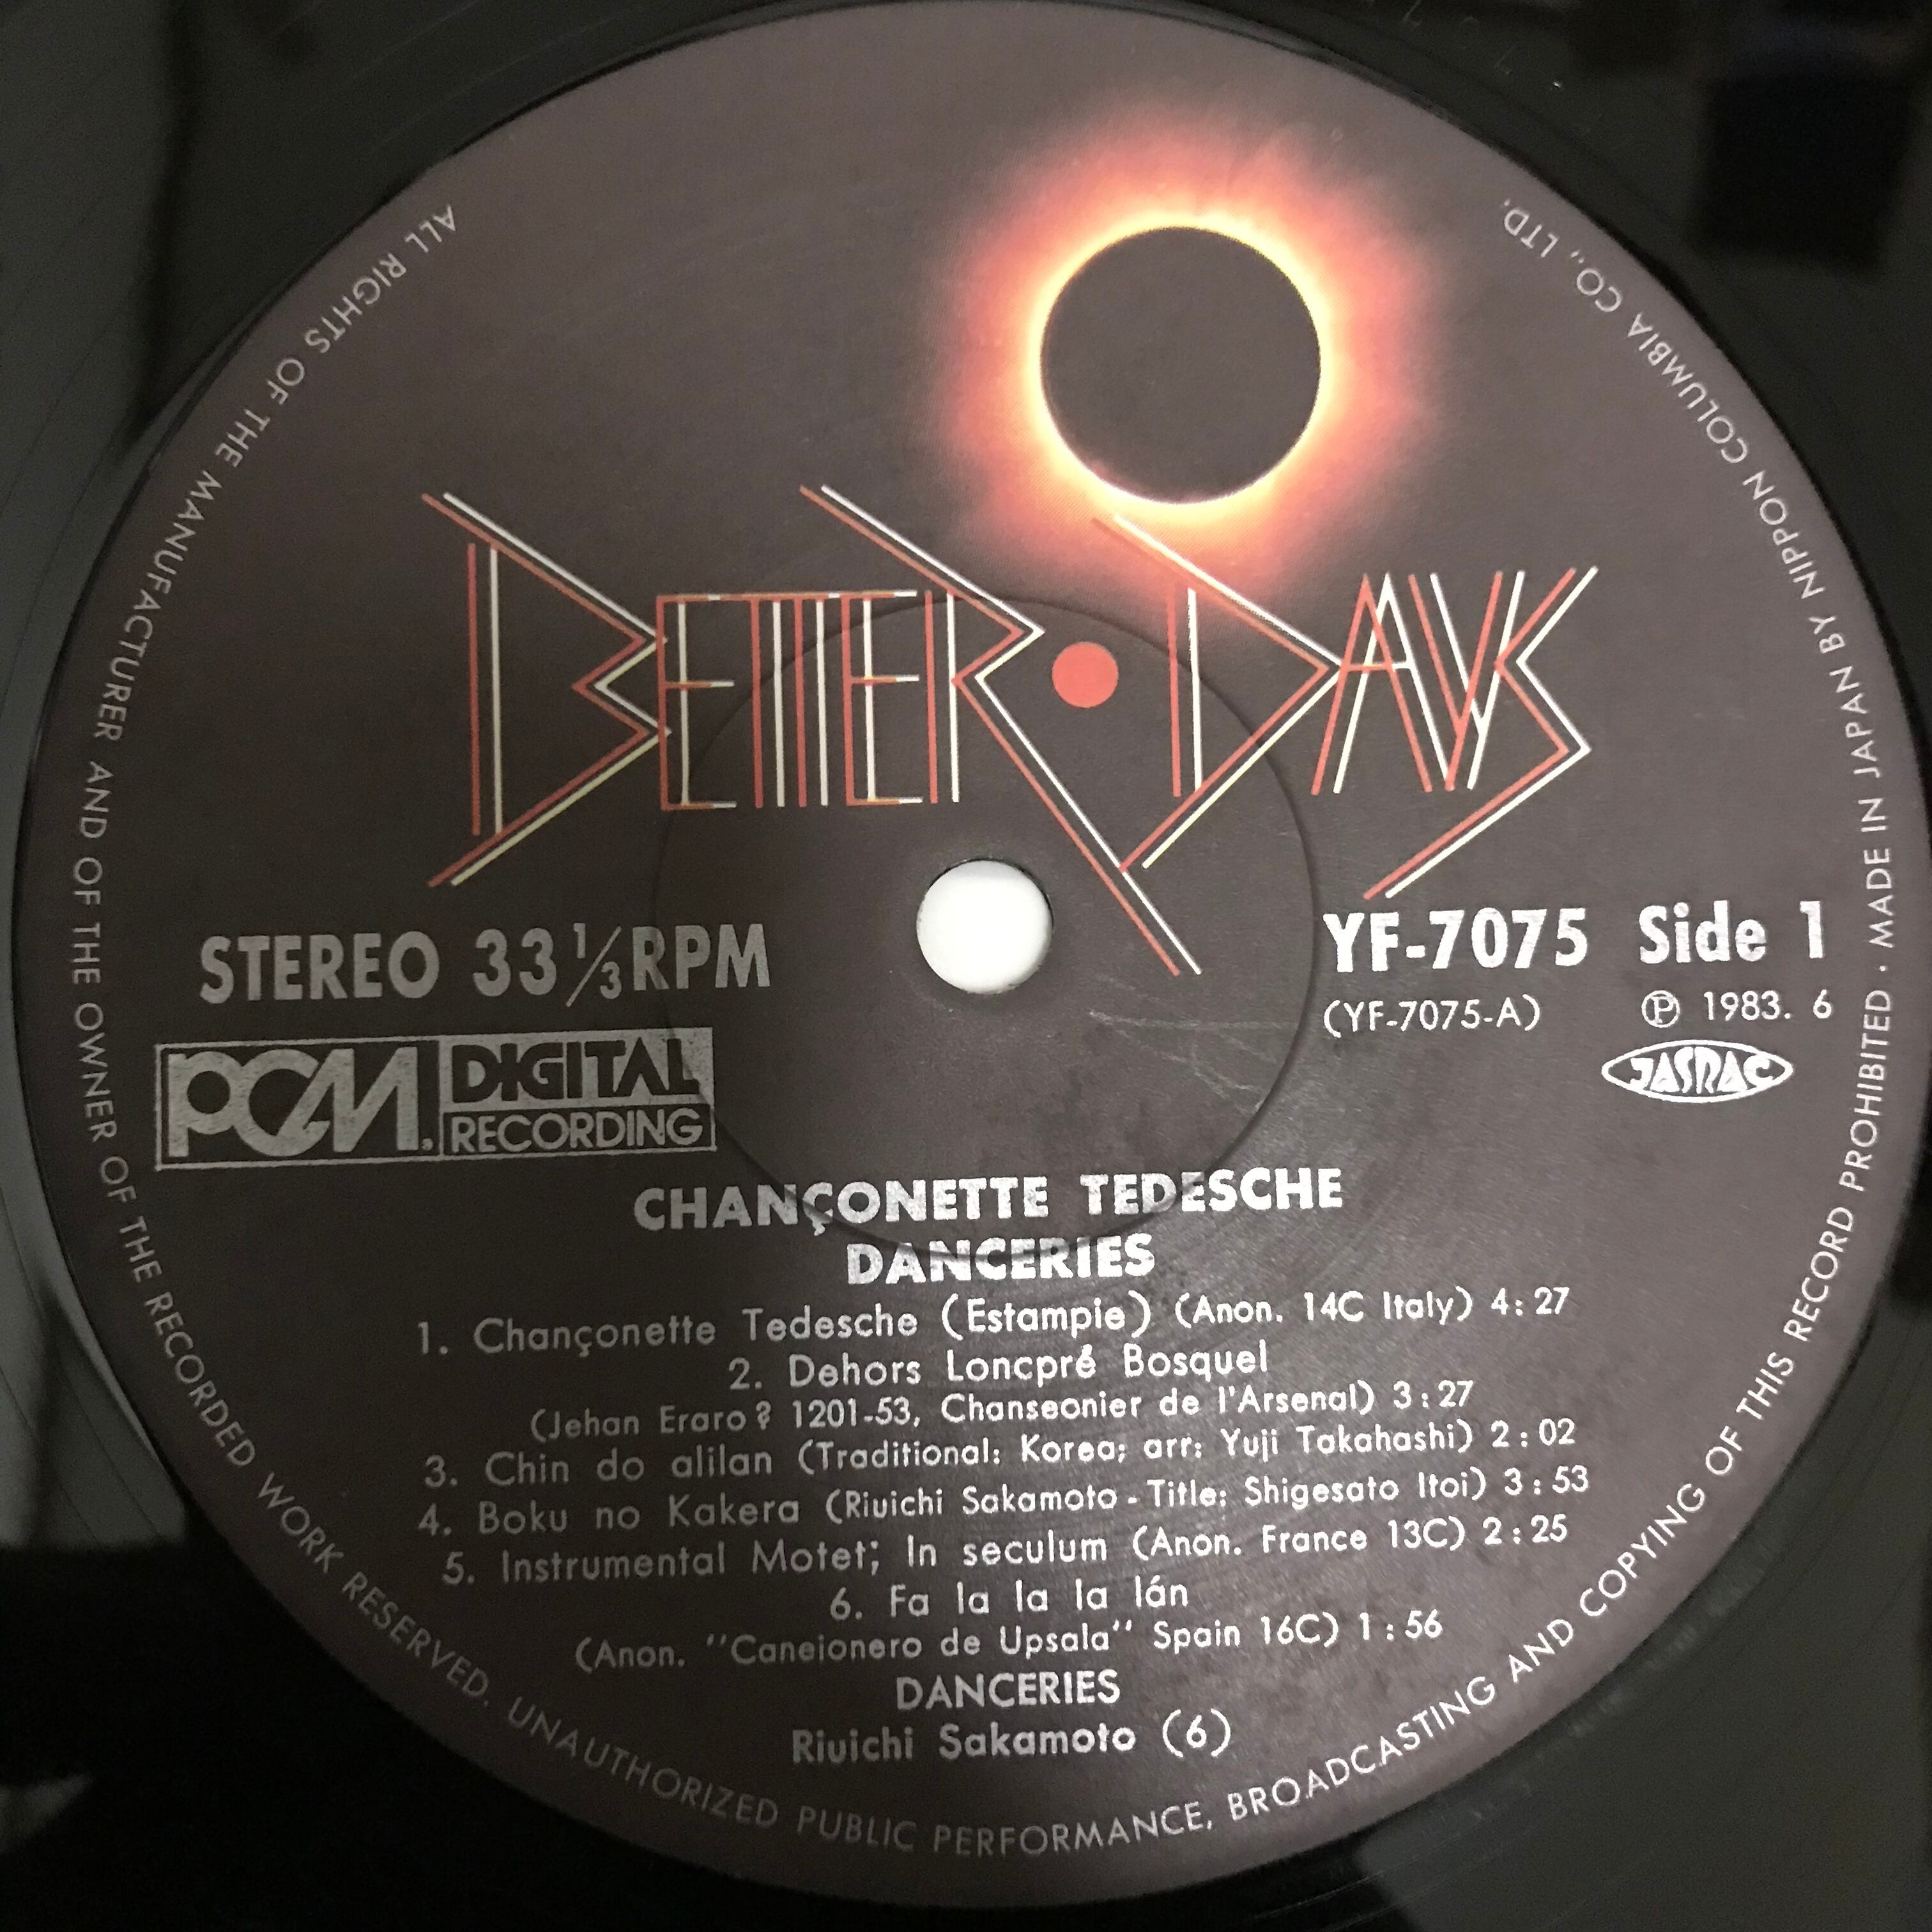 BETTER • DAYS
STEREO 33 1/3 RPM
YF-7075 Side 1
(YF-7075-A) Ⓟ 1983. 6
JASRAC
PCM. DIGITAL
RECORDING
CHANÇONETTE TEDESCHE
DANCERIES
1. Chançonette Tedesche (Estampie) (Anon. 14C Italy) 4:27
2. Dehors Loncpré Bosquel
(Jehan Eraro? 1201-53, Chanseonier de l'Arsenal) 3:27
3. Chin do alilan (Traditional: Korea; arr: Yuji Takahashi) 2:02
4. Boku no Kakera (Riuichi Sakamoto - Title: Shigesato Itoi) 3:53
5. Instrumental Motet; In seculum (Anon. France 13C) 2:25
6. Fa la la la lán
(Anon. "Caneionero de Upsala" Spain 16C) 1:56
DANCERIES
Riuichi Sakamoto (6)
ALL RIGHTS OF THE MANUFACTURER AND OF THE OWNER OF THE RECORDED WORK RESERVED. UNAUTHORIZED PUBLIC PERFORMANCE, BROADCASTING AND COPYING OF THIS RECORD PROHIBITED • MADE IN JAPAN BY NIPPON COLUMBIA CO., LTD.